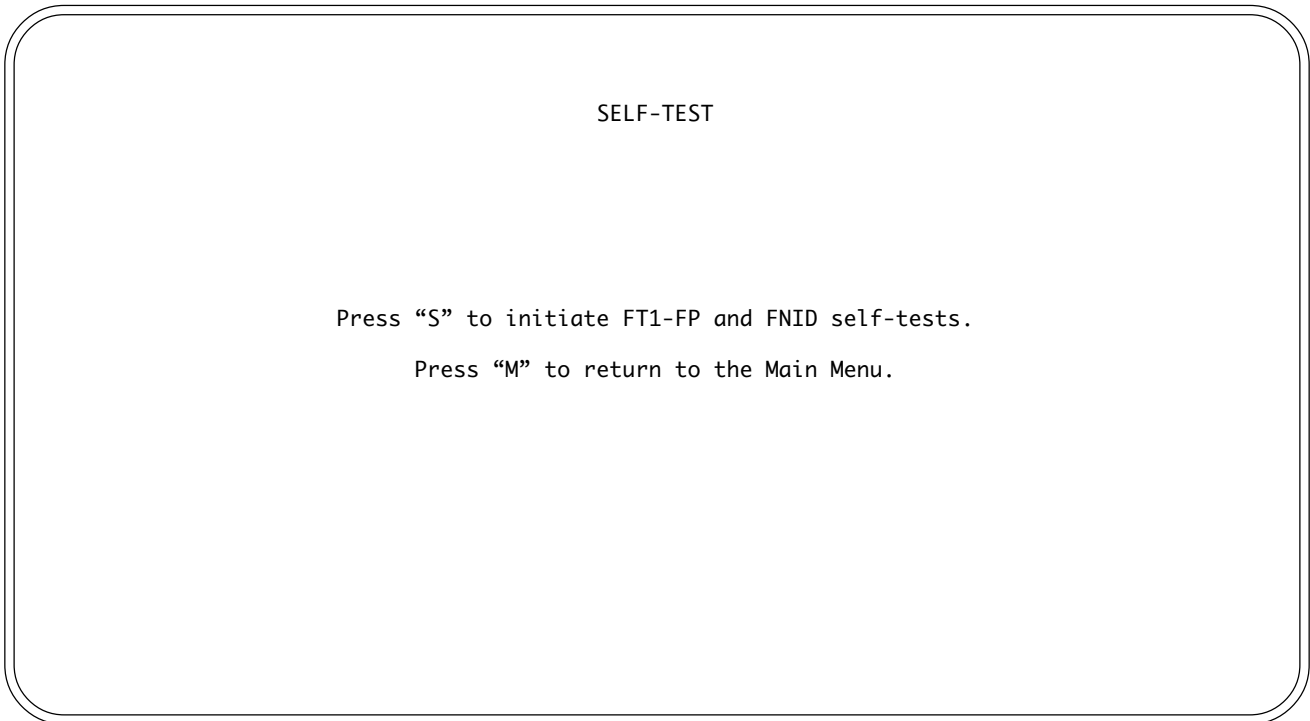 SELF-TEST
Press “S” to initiate FT1-FP and FNID self-tests.
Press “M” to return to the Main Menu.